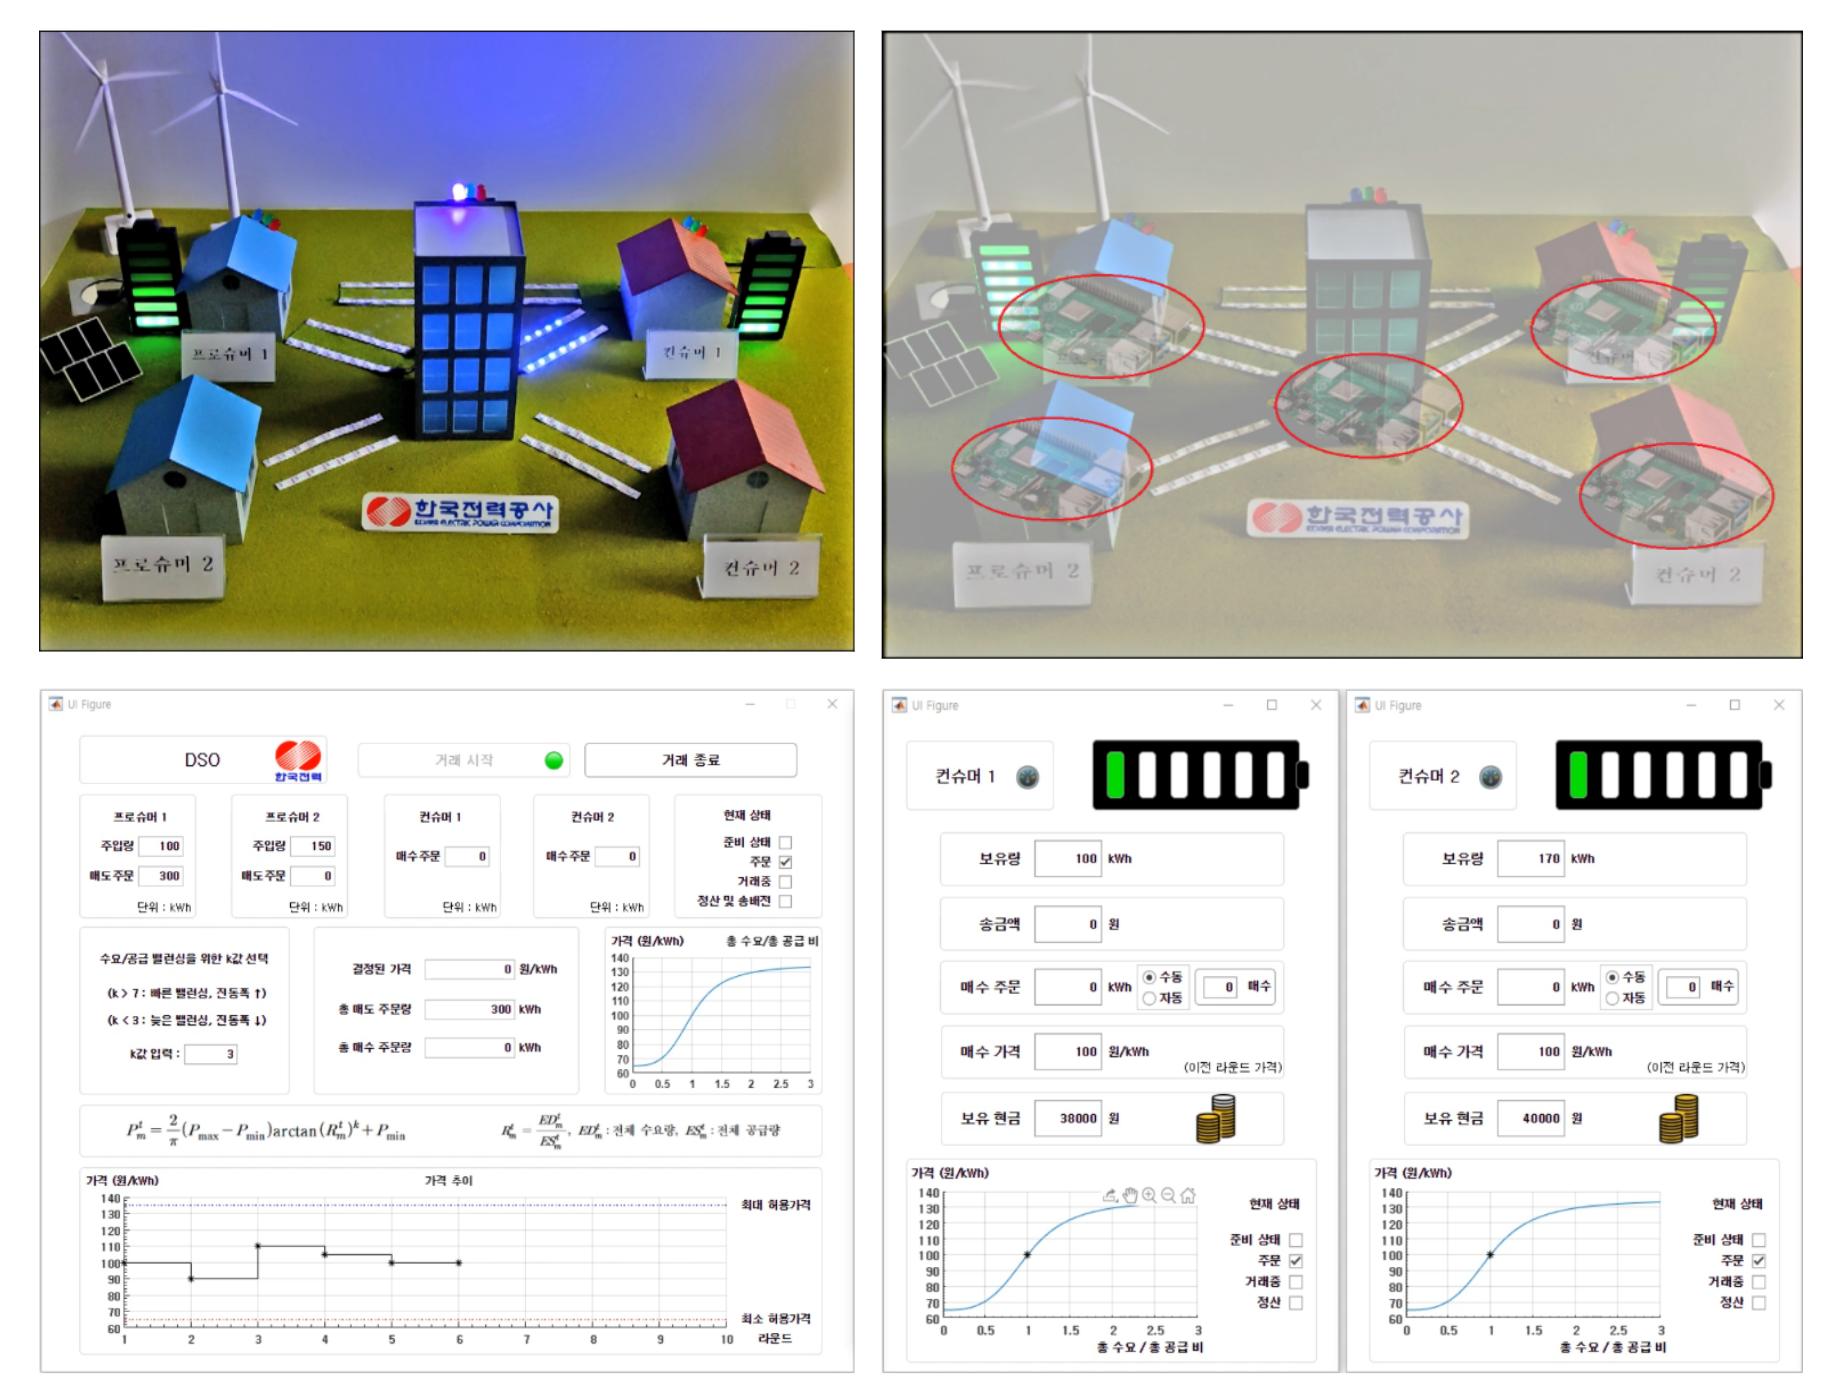 프로슈머 1
컨슈머 1
한국전력공사
KOREA ELECTRIC POWER CORPORATION
프로슈머 2
컨슈머 2
프로슈머 1
컨슈머 1
한국전력공사
KOREA ELECTRIC POWER CORPORATION
프로슈머 2
컨슈머 2
UI Figure
DSO
한국전력
거래 시작
거래 종료
프로슈머 1
주입량 100
매도주문 300
단위 : kWh
프로슈머 2
주입량 150
매도주문 0
단위 : kWh
컨슈머 1
매수주문 0
단위 : kWh
컨슈머 2
매수주문 0
단위 : kWh
현재 상태
준비 상태
주문
거래중
정산 및 송배전
수요/공급 밸런싱을 위한 k값 선택
(k > 7 : 빠른 밸런싱, 진동폭 ↑)
(k < 3 : 늦은 밸런싱, 진동폭 ↓)
k값 입력 : 3
결정된 가격 0 원/kWh
총 매도 주문량 300 kWh
총 매수 주문량 0 kWh
가격 (원/kWh) 총 수요/총 공급 비
140
130
120
110
100
90
80
70
60
0 0.5 1 1.5 2 2.5 3
P_m^t = 2/π (P_max − P_min)arctan(R_m^t)^k + P_min
R_m^t = ED_m^t/ES_m^t, ED_m^t : 전체 수요량, ES_m^t : 전체 공급량
가격 (원/kWh) 가격 추이
140
130
120
110
100
90
80
70
60
최대 허용가격
최소 허용가격
1 2 3 4 5 6 7 8 9 10 라운드
UI Figure
컨슈머 1
보유량 100 kWh
송금액 0 원
매수 주문 0 kWh 수동 자동 0 매수
매수 가격 100 원/kWh
(이전 라운드 가격)
보유 현금 38000 원
가격 (원/kWh)
140
130
120
110
100
90
80
70
60
0 0.5 1 1.5 2 2.5 3
총 수요 / 총 공급 비
현재 상태
준비 상태
주문
거래중
정산
UI Figure
컨슈머 2
보유량 170 kWh
송금액 0 원
매수 주문 0 kWh 수동 자동 0 매수
매수 가격 100 원/kWh
(이전 라운드 가격)
보유 현금 40000 원
가격 (원/kWh)
140
130
120
110
100
90
80
70
60
0 0.5 1 1.5 2 2.5 3
총 수요 / 총 공급 비
현재 상태
준비 상태
주문
거래중
정산